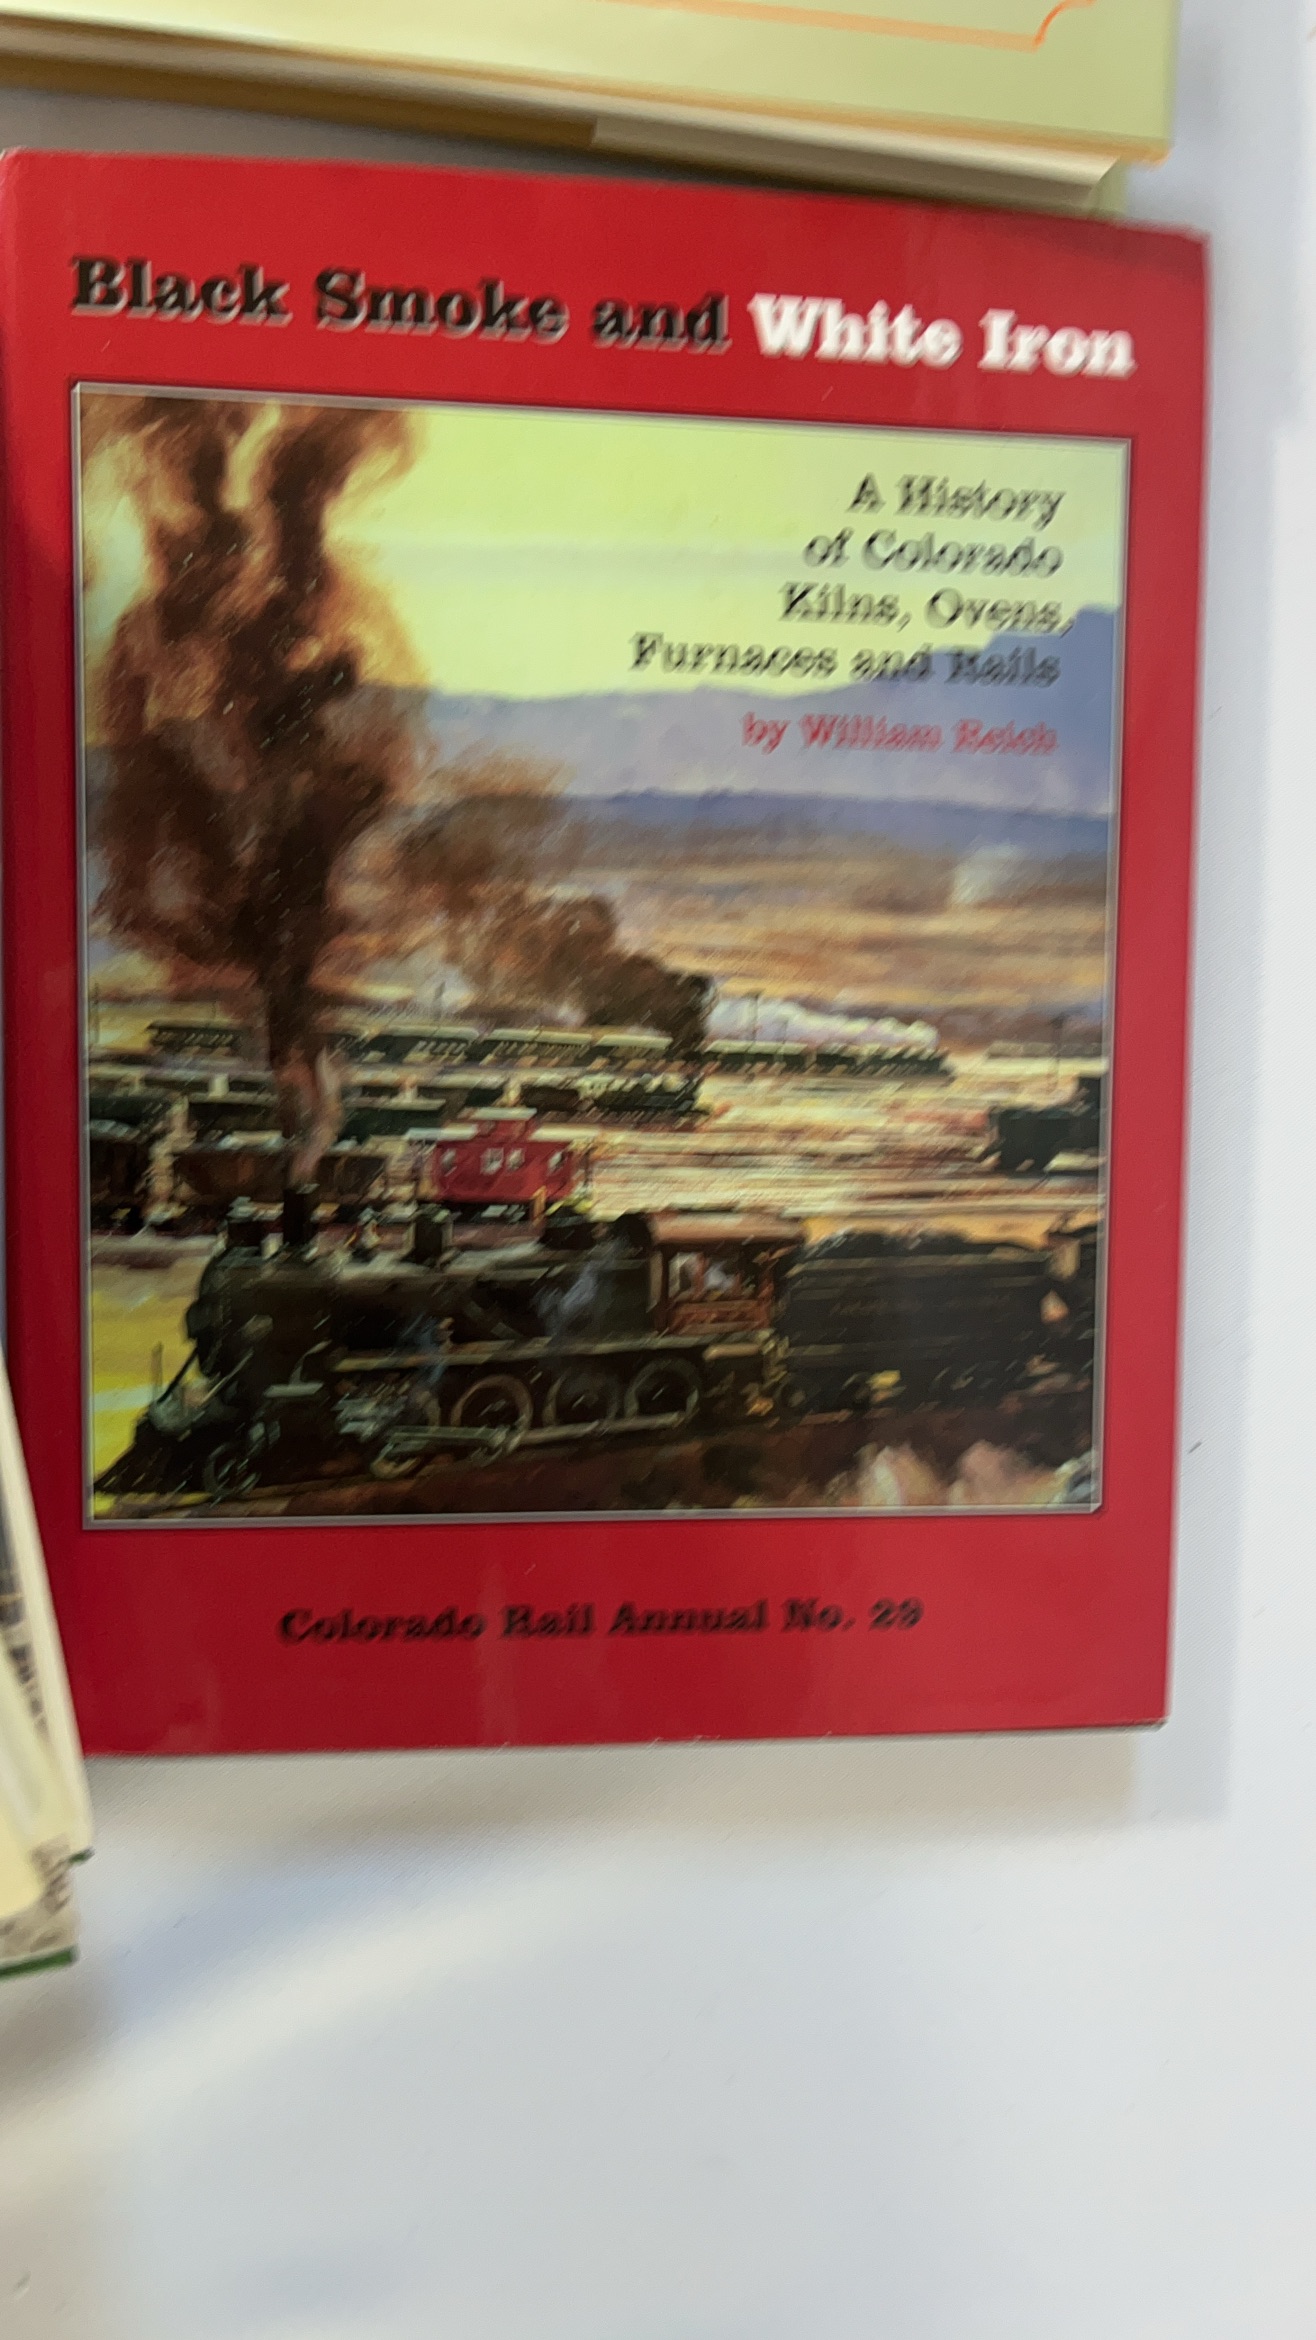 Black Smoke and White Iron
A History
of Colorado
Kilns, Ovens,
Furnaces and Rails
by William Reich
Colorado Rail Annual No. 29